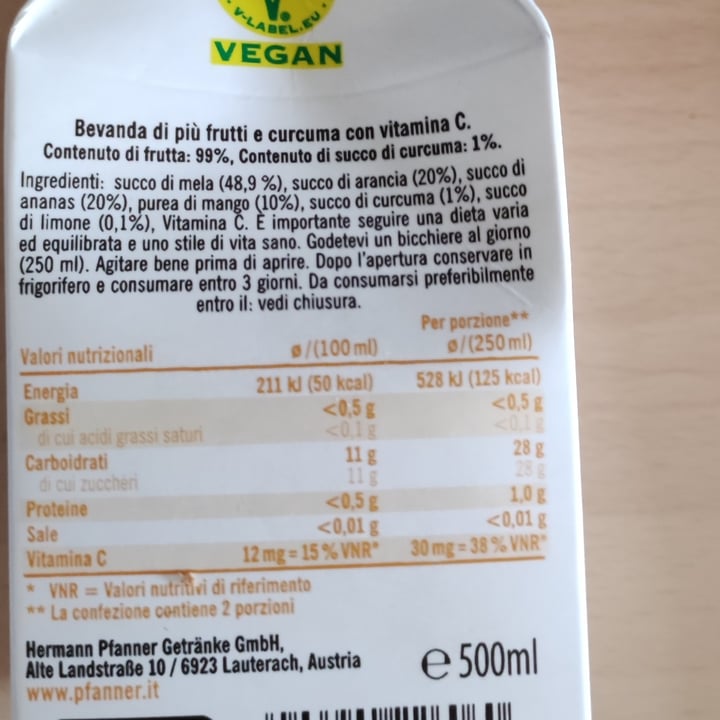 V-LABEL.EU
VEGAN
Bevanda di più frutti e curcuma con vitamina C.
Contenuto di frutta: 99%, Contenuto di succo di curcuma: 1%.
Ingredienti: succo di mela (48,9 %), succo di arancia (20%), succo di
ananas (20%), purea di mango (10%), succo di curcuma (1%), succo
di limone (0,1%), Vitamina C. È importante seguire una dieta varia
ed equilibrata e uno stile di vita sano. Godetevi un bicchiere al giorno
(250 ml). Agitare bene prima di aprire. Dopo l'apertura conservare in
frigorifero e consumare entro 3 giorni. Da consumarsi preferibilmente
entro il: vedi chiusura.
Per porzione**
Valori nutrizionali ø/(100 ml) ø/(250 ml)
Energia 211 kJ (50 kcal) 528 kJ (125 kcal)
Grassi <0,5 g <0,5 g
di cui acidi grassi saturi <0,1 g <0,1 g
Carboidrati 11 g 28 g
di cui zuccheri 11 g 28 g
Proteine <0,5 g 1,0 g
Sale <0,01 g <0,01 g
Vitamina C 12 mg = 15 % VNR* 30 mg = 38 % VNR*
* VNR = Valori nutritivi di riferimento
** La confezione contiene 2 porzioni
Hermann Pfanner Getränke GmbH,
Alte Landstraße 10 / 6923 Lauterach, Austria
www.pfanner.it
℮ 500ml